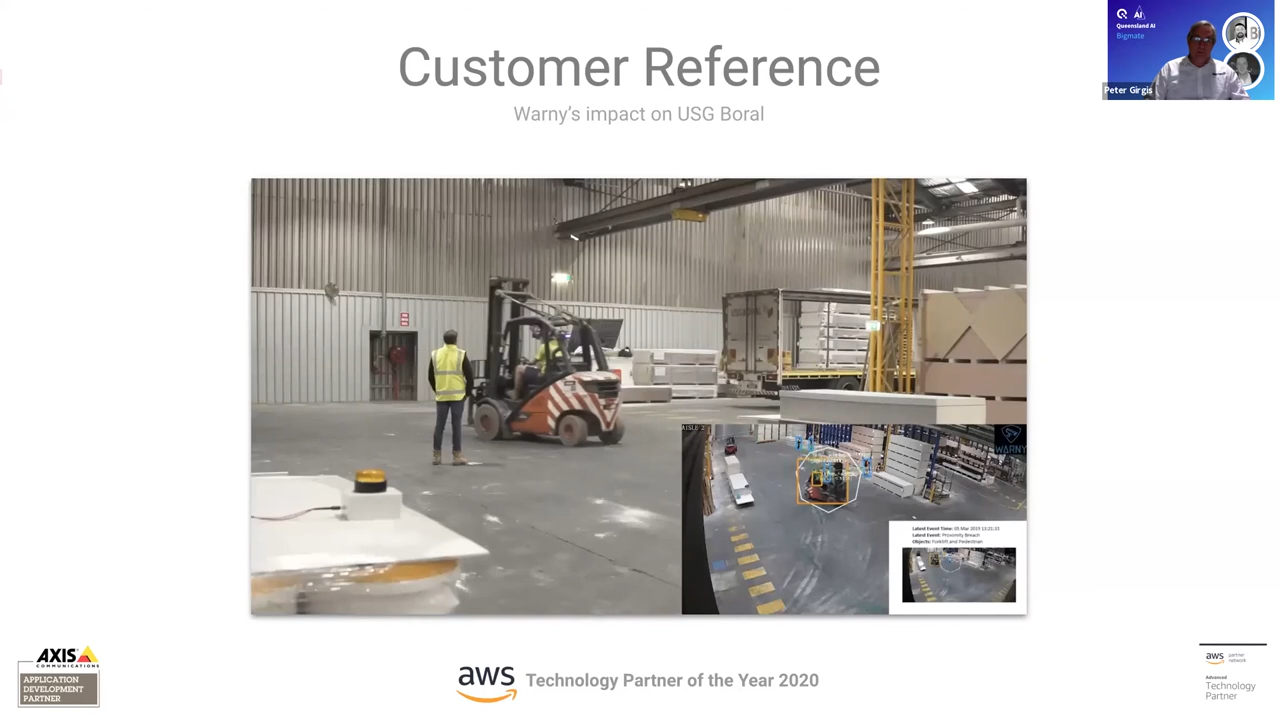 Customer Reference
Warny's impact on USG Boral
Queensland AI
Bigmate
Peter Girgis
AISLE 2
WARNY
Latest Event Time: 05 Mar 2019 13:21:33
Latest Event: Proximity Breach
Objects: Forklift and Pedestrian
AXIS
COMMUNICATIONS
APPLICATION
DEVELOPMENT
PARTNER
aws Technology Partner of the Year 2020
aws partner
network
Advanced
Technology
Partner